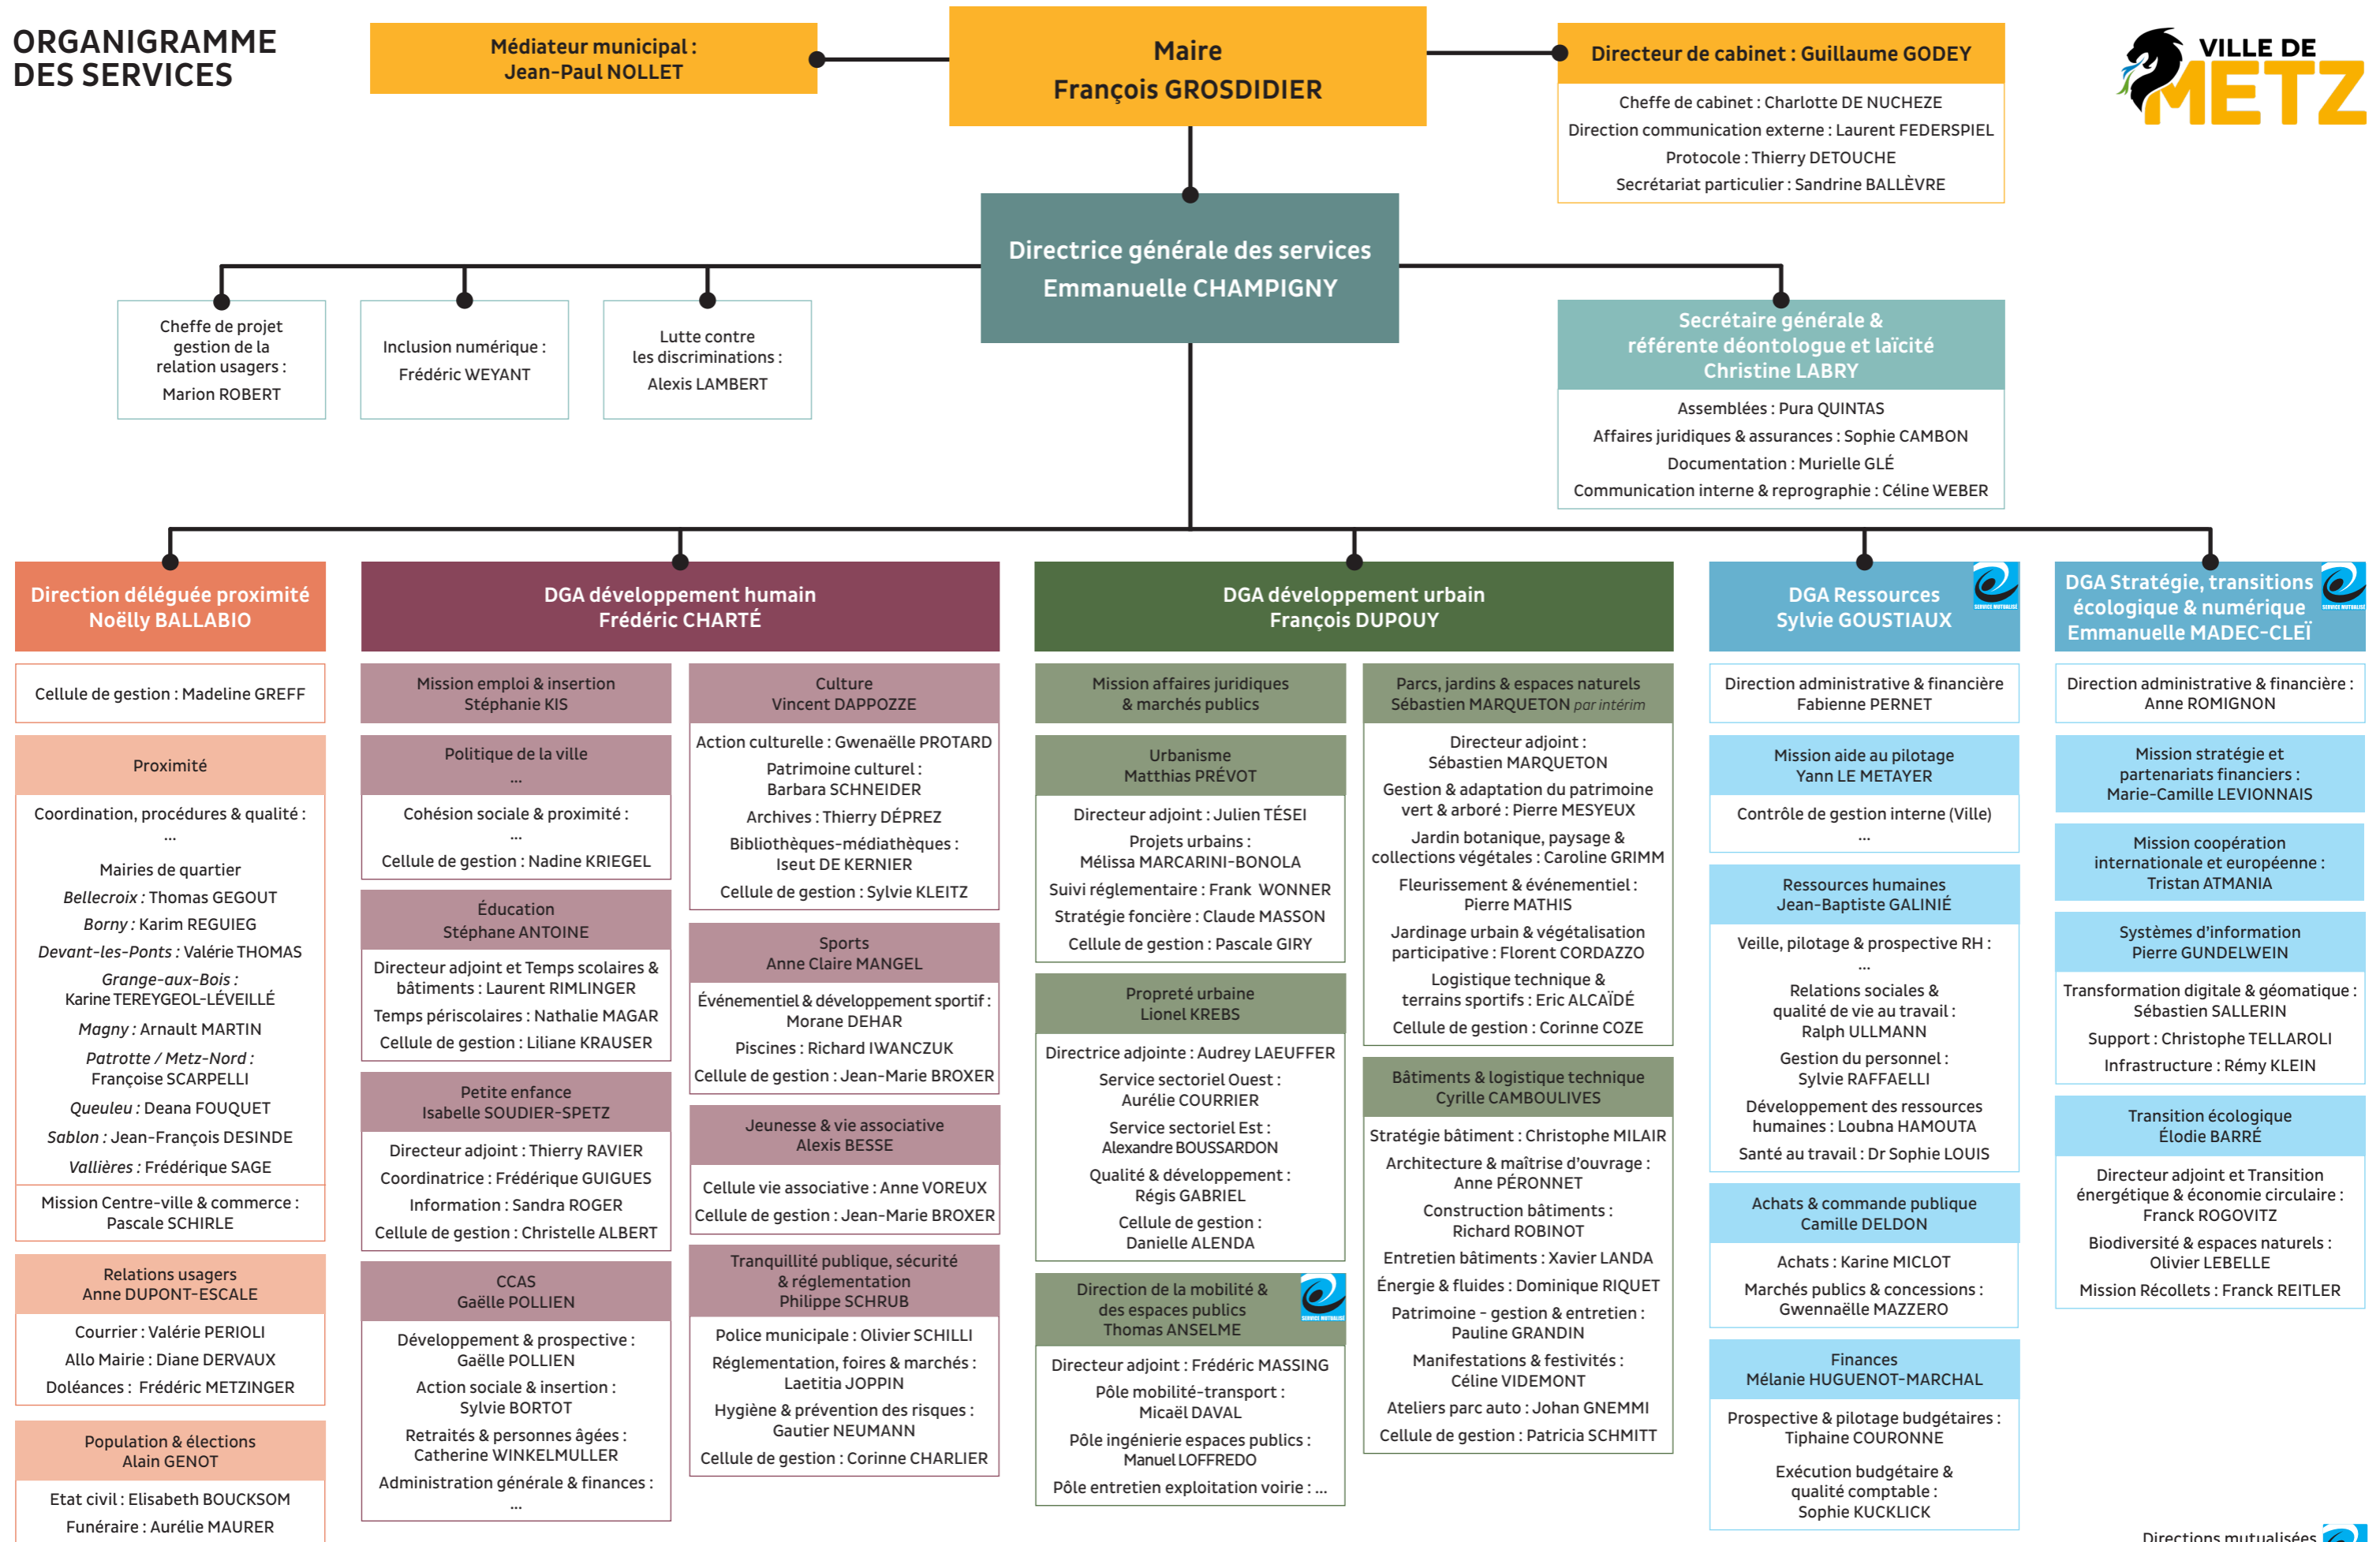 ORGANIGRAMME
DES SERVICES
Médiateur municipal :
Jean-Paul NOLLET
Maire
François GROSDIDIER
Directeur de cabinet : Guillaume GODEY
Cheffe de cabinet : Charlotte DE NUCHEZE
Direction communication externe : Laurent FEDERSPIEL
Protocole : Thierry DETOUCHE
Secrétariat particulier : Sandrine BALLÈVRE
VILLE DE
METZ
Directrice générale des services
Emmanuelle CHAMPIGNY
Cheffe de projet
gestion de la
relation usagers :
Marion ROBERT
Inclusion numérique :
Frédéric WEYANT
Lutte contre
les discriminations :
Alexis LAMBERT
Secrétaire générale &
référente déontologue et laïcité
Christine LABRY
Assemblées : Pura QUINTAS
Affaires juridiques & assurances : Sophie CAMBON
Documentation : Murielle GLÉ
Communication interne & reprographie : Céline WEBER
Direction déléguée proximité
Noëlly BALLABIO
Cellule de gestion : Madeline GREFF
Proximité
Coordination, procédures & qualité :
...
Mairies de quartier
Bellecroix : Thomas GEGOUT
Borny : Karim REGUIEG
Devant-les-Ponts : Valérie THOMAS
Grange-aux-Bois :
Karine TEREYGEOL-LÉVEILLÉ
Magny : Arnault MARTIN
Patrotte / Metz-Nord :
Françoise SCARPELLI
Queuleu : Deana FOUQUET
Sablon : Jean-François DESINDE
Vallières : Frédérique SAGE
Mission Centre-ville & commerce :
Pascale SCHIRLE
Relations usagers
Anne DUPONT-ESCALE
Courrier : Valérie PERIOLI
Allo Mairie : Diane DERVAUX
Doléances : Frédéric METZINGER
Population & élections
Alain GENOT
Etat civil : Elisabeth BOUCKSOM
Funéraire : Aurélie MAURER
DGA développement humain
Frédéric CHARTÉ
Mission emploi & insertion
Stéphanie KIS
Politique de la ville
...
Cohésion sociale & proximité :
...
Cellule de gestion : Nadine KRIEGEL
Éducation
Stéphane ANTOINE
Directeur adjoint et Temps scolaires &
bâtiments : Laurent RIMLINGER
Temps périscolaires : Nathalie MAGAR
Cellule de gestion : Liliane KRAUSER
Petite enfance
Isabelle SOUDIER-SPETZ
Directeur adjoint : Thierry RAVIER
Coordinatrice : Frédérique GUIGUES
Information : Sandra ROGER
Cellule de gestion : Christelle ALBERT
CCAS
Gaëlle POLLIEN
Développement & prospective :
Gaëlle POLLIEN
Action sociale & insertion :
Sylvie BORTOT
Retraités & personnes âgées :
Catherine WINKELMULLER
Administration générale & finances :
...
Culture
Vincent DAPPOZZE
Action culturelle : Gwenaëlle PROTARD
Patrimoine culturel :
Barbara SCHNEIDER
Archives : Thierry DÉPREZ
Bibliothèques-médiathèques :
Iseut DE KERNIER
Cellule de gestion : Sylvie KLEITZ
Sports
Anne Claire MANGEL
Événementiel & développement sportif :
Morane DEHAR
Piscines : Richard IWANCZUK
Cellule de gestion : Jean-Marie BROXER
Jeunesse & vie associative
Alexis BESSE
Cellule vie associative : Anne VOREUX
Cellule de gestion : Jean-Marie BROXER
Tranquillité publique, sécurité
& réglementation
Philippe SCHRUB
Police municipale : Olivier SCHILLI
Réglementation, foires & marchés :
Laetitia JOPPIN
Hygiène & prévention des risques :
Gautier NEUMANN
Cellule de gestion : Corinne CHARLIER
DGA développement urbain
François DUPOUY
Mission affaires juridiques
& marchés publics
Urbanisme
Matthias PRÉVOT
Directeur adjoint : Julien TÉSEI
Projets urbains :
Mélissa MARCARINI-BONOLA
Suivi réglementaire : Frank WONNER
Stratégie foncière : Claude MASSON
Cellule de gestion : Pascale GIRY
Propreté urbaine
Lionel KREBS
Directrice adjointe : Audrey LAEUFFER
Service sectoriel Ouest :
Aurélie COURRIER
Service sectoriel Est :
Alexandre BOUSSARDON
Qualité & développement :
Régis GABRIEL
Cellule de gestion :
Danielle ALENDA
Direction de la mobilité &
des espaces publics
Thomas ANSELME
SERVICE MUTUALISÉ
Directeur adjoint : Frédéric MASSING
Pôle mobilité-transport :
Micaël DAVAL
Pôle ingénierie espaces publics :
Manuel LOFFREDO
Pôle entretien exploitation voirie : ...
Parcs, jardins & espaces naturels
Sébastien MARQUETON par intérim
Directeur adjoint :
Sébastien MARQUETON
Gestion & adaptation du patrimoine
vert & arboré : Pierre MESYEUX
Jardin botanique, paysage &
collections végétales : Caroline GRIMM
Fleurissement & événementiel :
Pierre MATHIS
Jardinage urbain & végétalisation
participative : Florent CORDAZZO
Logistique technique &
terrains sportifs : Eric ALCAÏDÉ
Cellule de gestion : Corinne COZE
Bâtiments & logistique technique
Cyrille CAMBOULIVES
Stratégie bâtiment : Christophe MILAIR
Architecture & maîtrise d'ouvrage :
Anne PÉRONNET
Construction bâtiments :
Richard ROBINOT
Entretien bâtiments : Xavier LANDA
Énergie & fluides : Dominique RIQUET
Patrimoine - gestion & entretien :
Pauline GRANDIN
Manifestations & festivités :
Céline VIDEMONT
Ateliers parc auto : Johan GNEMMI
Cellule de gestion : Patricia SCHMITT
DGA Ressources
Sylvie GOUSTIAUX
SERVICE MUTUALISÉ
Direction administrative & financière
Fabienne PERNET
Mission aide au pilotage
Yann LE METAYER
Contrôle de gestion interne (Ville)
...
Ressources humaines
Jean-Baptiste GALINIÉ
Veille, pilotage & prospective RH :
...
Relations sociales &
qualité de vie au travail :
Ralph ULLMANN
Gestion du personnel :
Sylvie RAFFAELLI
Développement des ressources
humaines : Loubna HAMOUTA
Santé au travail : Dr Sophie LOUIS
Achats & commande publique
Camille DELDON
Achats : Karine MICLOT
Marchés publics & concessions :
Gwennaëlle MAZZERO
Finances
Mélanie HUGUENOT-MARCHAL
Prospective & pilotage budgétaires :
Tiphaine COURONNE
Exécution budgétaire &
qualité comptable :
Sophie KUCKLICK
DGA Stratégie, transitions
écologique & numérique
Emmanuelle MADEC-CLEÏ
SERVICE MUTUALISÉ
Direction administrative & financière :
Anne ROMIGNON
Mission stratégie et
partenariats financiers :
Marie-Camille LEVIONNAIS
Mission coopération
internationale et européenne :
Tristan ATMANIA
Systèmes d'information
Pierre GUNDELWEIN
Transformation digitale & géomatique :
Sébastien SALLERIN
Support : Christophe TELLAROLI
Infrastructure : Rémy KLEIN
Transition écologique
Élodie BARRÉ
Directeur adjoint et Transition
énergétique & économie circulaire :
Franck ROGOVITZ
Biodiversité & espaces naturels :
Olivier LEBELLE
Mission Récollets : Franck REITLER
Directions mutualisées